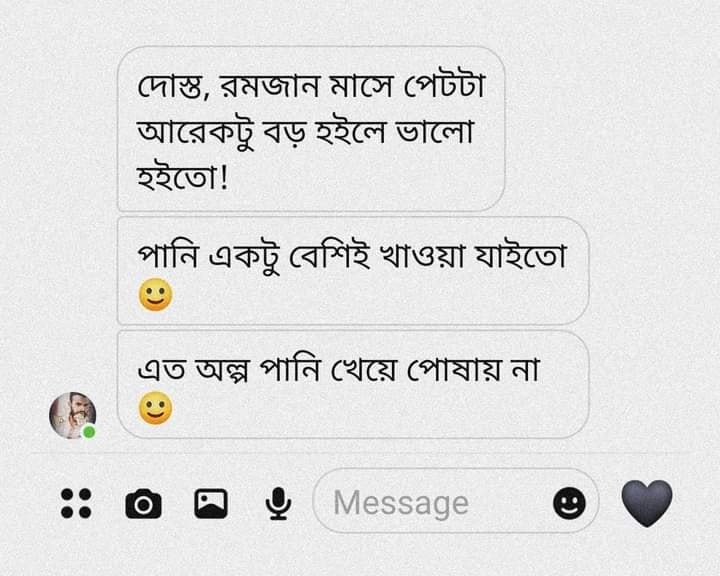 দোস্ত, রমজান মাসে পেটটা
আরেকটু বড় হইলে ভালো
হইতো!
পানি একটু বেশিই খাওয়া যাইতো
🙂
এত অল্প পানি খেয়ে পোষায় না
🙂
Message